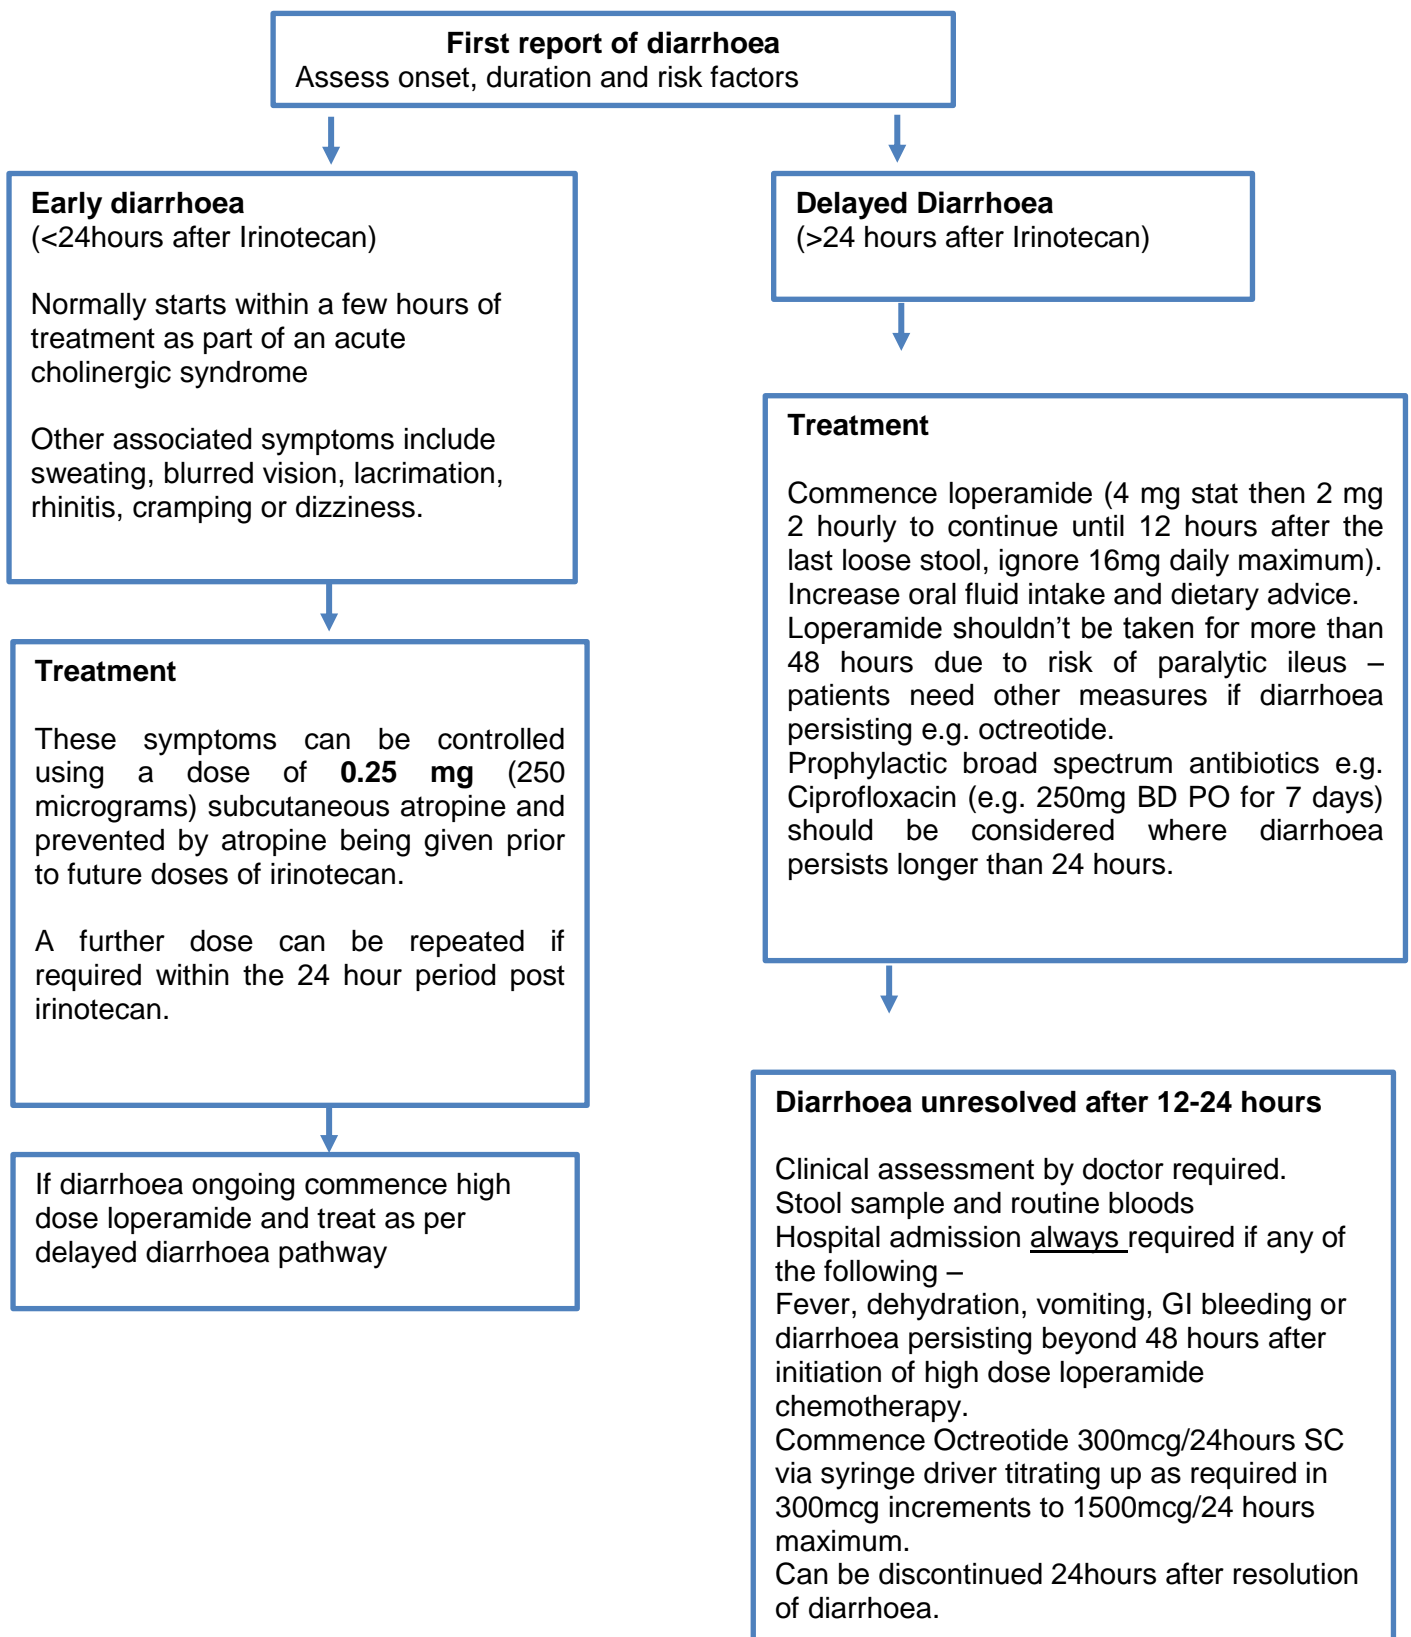 First report of diarrhoea
Assess onset, duration and risk factors
Early diarrhoea
(<24hours after Irinotecan)
Normally starts within a few hours of
treatment as part of an acute
cholinergic syndrome
Other associated symptoms include
sweating, blurred vision, lacrimation,
rhinitis, cramping or dizziness.
Treatment
These symptoms can be controlled
using a dose of 0.25 mg (250
micrograms) subcutaneous atropine and
prevented by atropine being given prior
to future doses of irinotecan.
A further dose can be repeated if
required within the 24 hour period post
irinotecan.
If diarrhoea ongoing commence high
dose loperamide and treat as per
delayed diarrhoea pathway
Delayed Diarrhoea
(>24 hours after Irinotecan)
Treatment
Commence loperamide (4 mg stat then 2 mg
2 hourly to continue until 12 hours after the
last loose stool, ignore 16mg daily maximum).
Increase oral fluid intake and dietary advice.
Loperamide shouldn’t be taken for more than
48 hours due to risk of paralytic ileus –
patients need other measures if diarrhoea
persisting e.g. octreotide.
Prophylactic broad spectrum antibiotics e.g.
Ciprofloxacin (e.g. 250mg BD PO for 7 days)
should be considered where diarrhoea
persists longer than 24 hours.
Diarrhoea unresolved after 12-24 hours
Clinical assessment by doctor required.
Stool sample and routine bloods
Hospital admission always required if any of
the following –
Fever, dehydration, vomiting, GI bleeding or
diarrhoea persisting beyond 48 hours after
initiation of high dose loperamide
chemotherapy.
Commence Octreotide 300mcg/24hours SC
via syringe driver titrating up as required in
300mcg increments to 1500mcg/24 hours
maximum.
Can be discontinued 24hours after resolution
of diarrhoea.